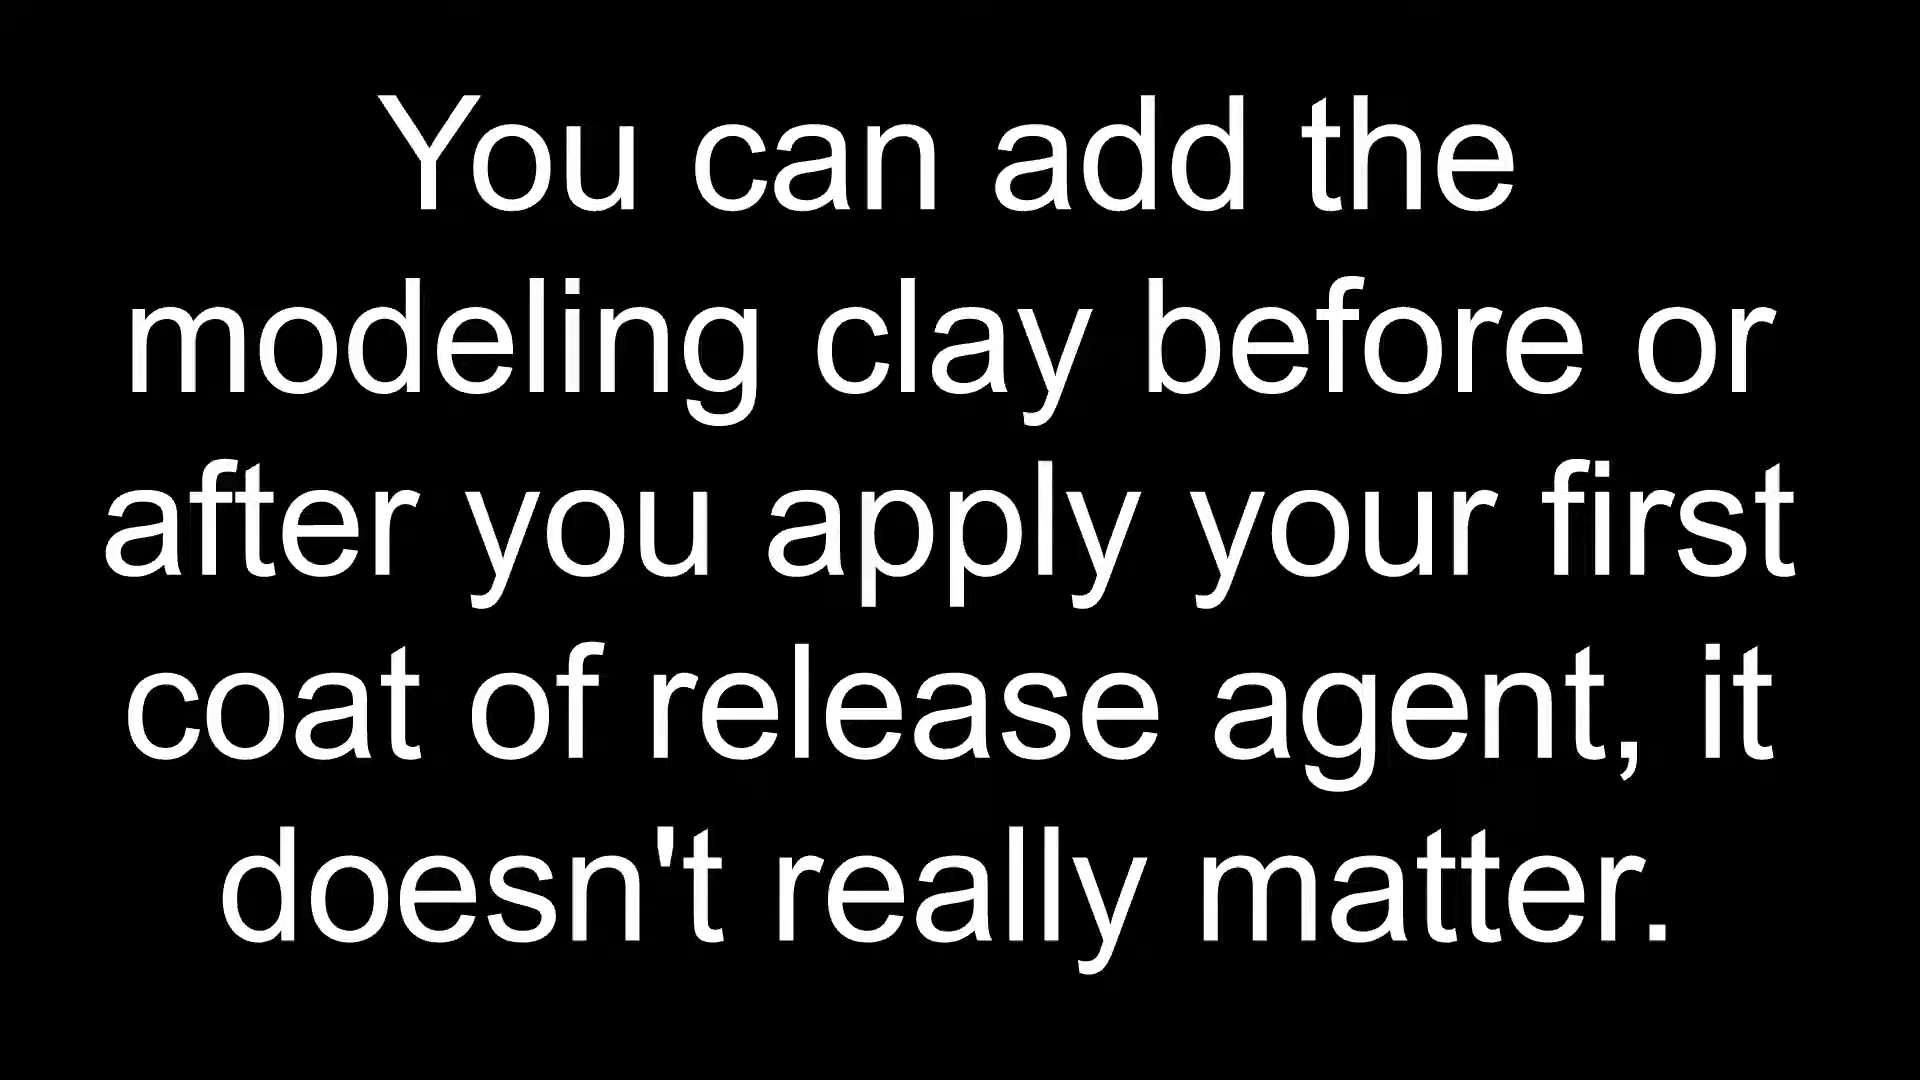 You can add the
modeling clay before or
after you apply your first
coat of release agent, it
doesn't really matter.